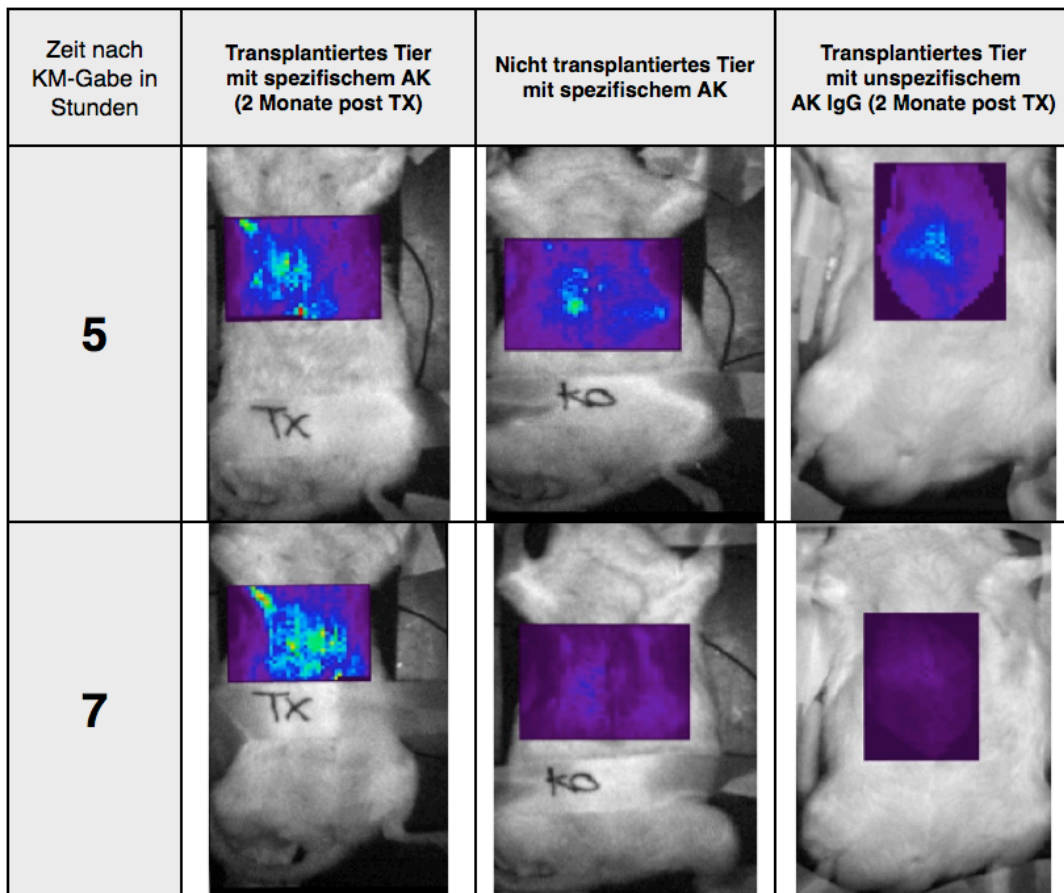 Zeit nach
KM-Gabe in
Stunden
Transplantiertes Tier
mit spezifischem AK
(2 Monate post TX)
Nicht transplantiertes Tier
mit spezifischem AK
Transplantiertes Tier
mit unspezifischem
AK IgG (2 Monate post TX)
5
TX
KO
7
TX
KO